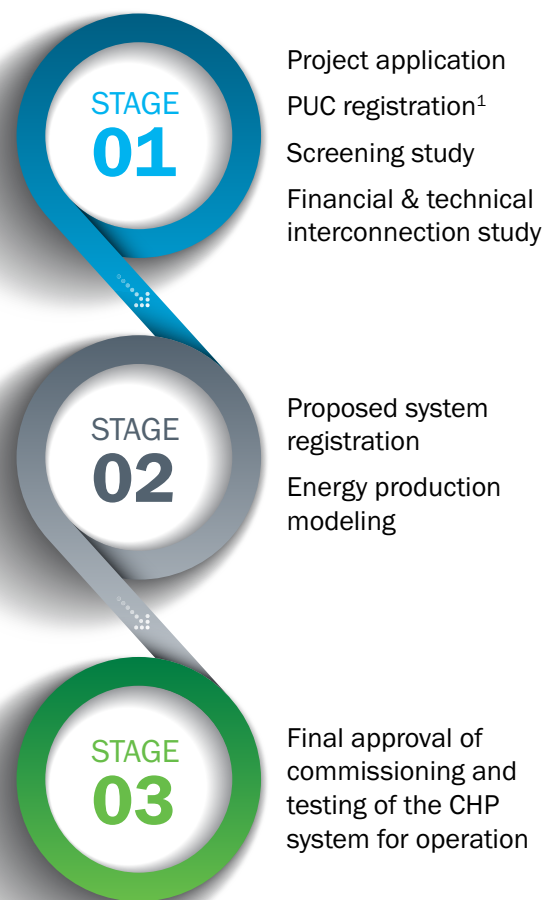 STAGE
01
Project application
PUC registration¹
Screening study
Financial & technical
interconnection study
STAGE
02
Proposed system
registration
Energy production
modeling
STAGE
03
Final approval of
commissioning and
testing of the CHP
system for operation